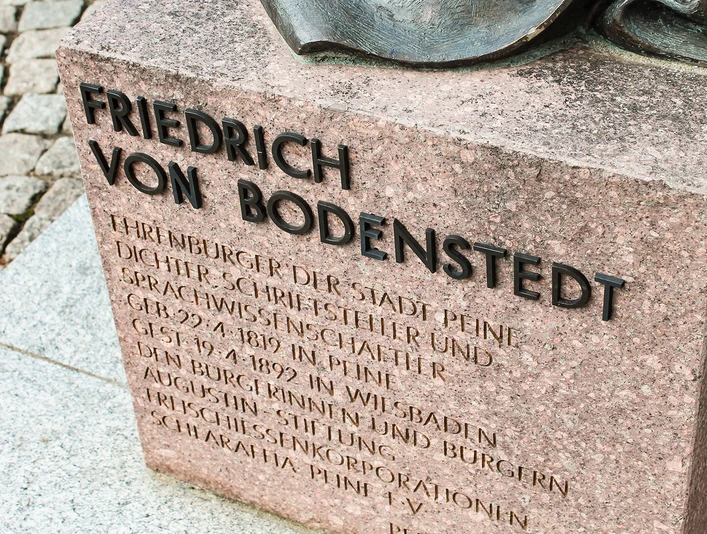 FRIEDRICH
VON BODENSTEDT
EHRENBURGER DER STADT PEINE
DICHTER, SCHRIFTSTELLER UND
SPRACHWISSENSCHAFTLER
GEB. 22. 4. 1819 IN PEINE
GEST. 19. 4. 1892 IN WIESBADEN
DEN BÜRGERINNEN UND BÜRGERN
AUGUSTIN - STIFTUNG
FREISCHIESSENKORPORATIONEN
SCHLARAFFIA PEINE E.V.